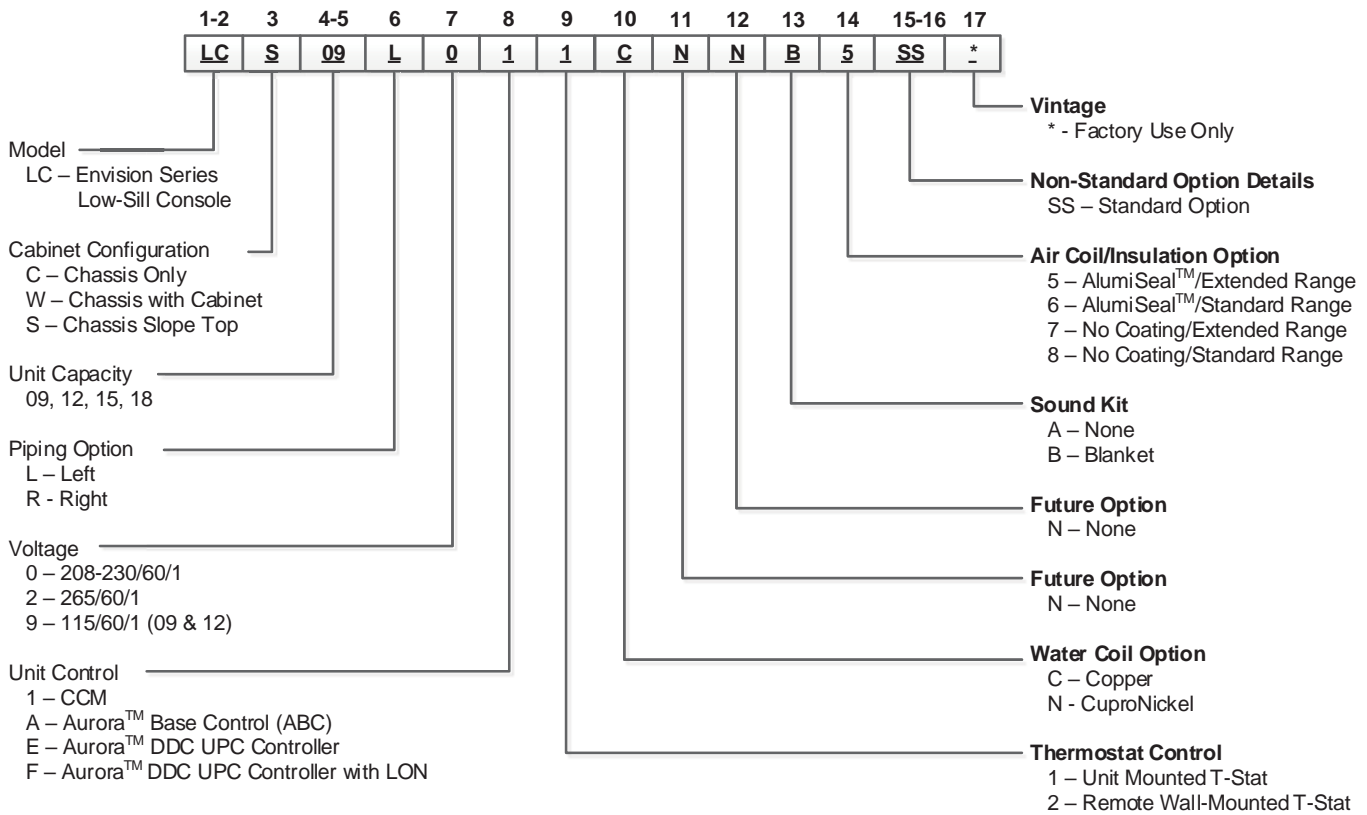 1-2 3 4-5 6 7 8 9 10 11 12 13 14 15-16 17
LC S 09 L 0 1 1 C N N B 5 SS *
Model
LC – Envision Series
Low-Sill Console
Cabinet Configuration
C – Chassis Only
W – Chassis with Cabinet
S – Chassis Slope Top
Unit Capacity
09, 12, 15, 18
Piping Option
L – Left
R - Right
Voltage
0 – 208-230/60/1
2 – 265/60/1
9 – 115/60/1 (09 & 12)
Unit Control
1 – CCM
A – Aurora™ Base Control (ABC)
E – Aurora™ DDC UPC Controller
F – Aurora™ DDC UPC Controller with LON
Vintage
* - Factory Use Only
Non-Standard Option Details
SS – Standard Option
Air Coil/Insulation Option
5 – AlumiSeal™/Extended Range
6 – AlumiSeal™/Standard Range
7 – No Coating/Extended Range
8 – No Coating/Standard Range
Sound Kit
A – None
B – Blanket
Future Option
N – None
Future Option
N – None
Water Coil Option
C – Copper
N - CuproNickel
Thermostat Control
1 – Unit Mounted T-Stat
2 – Remote Wall-Mounted T-Stat